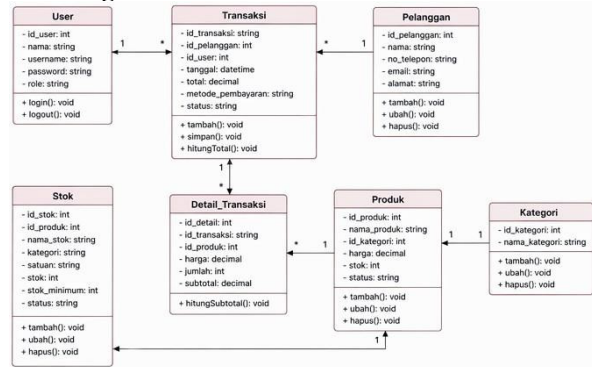 User
- id_user: int
- nama: string
- username: string
- password: string
- role: string
+ login(): void
+ logout(): void
1
*
Transaksi
- id_transaksi: string
- id_pelanggan: int
- id_user: int
- tanggal: datetime
- total: decimal
- metode_pembayaran: string
- status: string
+ tambah(): void
+ simpan(): void
+ hitungTotal(): void
*
1
Pelanggan
- id_pelanggan: int
- nama: string
- no_telepon: string
- email: string
- alamat: string
+ tambah(): void
+ ubah(): void
+ hapus(): void
1
*
Stok
- id_stok: int
- id_produk: int
- nama_stok: string
- kategori: string
- satuan: string
- stok: int
- stok_minimum: int
- status: string
+ tambah(): void
+ ubah(): void
+ hapus(): void
Detail_Transaksi
- id_detail: int
- id_transaksi: string
- id_produk: int
- harga: decimal
- jumlah: int
- subtotal: decimal
+ hitungSubtotal(): void
*
1
Produk
- id_produk: int
- nama_produk: string
- id_kategori: int
- harga: decimal
- stok: int
- status: string
+ tambah(): void
+ ubah(): void
+ hapus(): void
1
1
Kategori
- id_kategori: int
- nama_kategori: string
+ tambah(): void
+ ubah(): void
+ hapus(): void
1